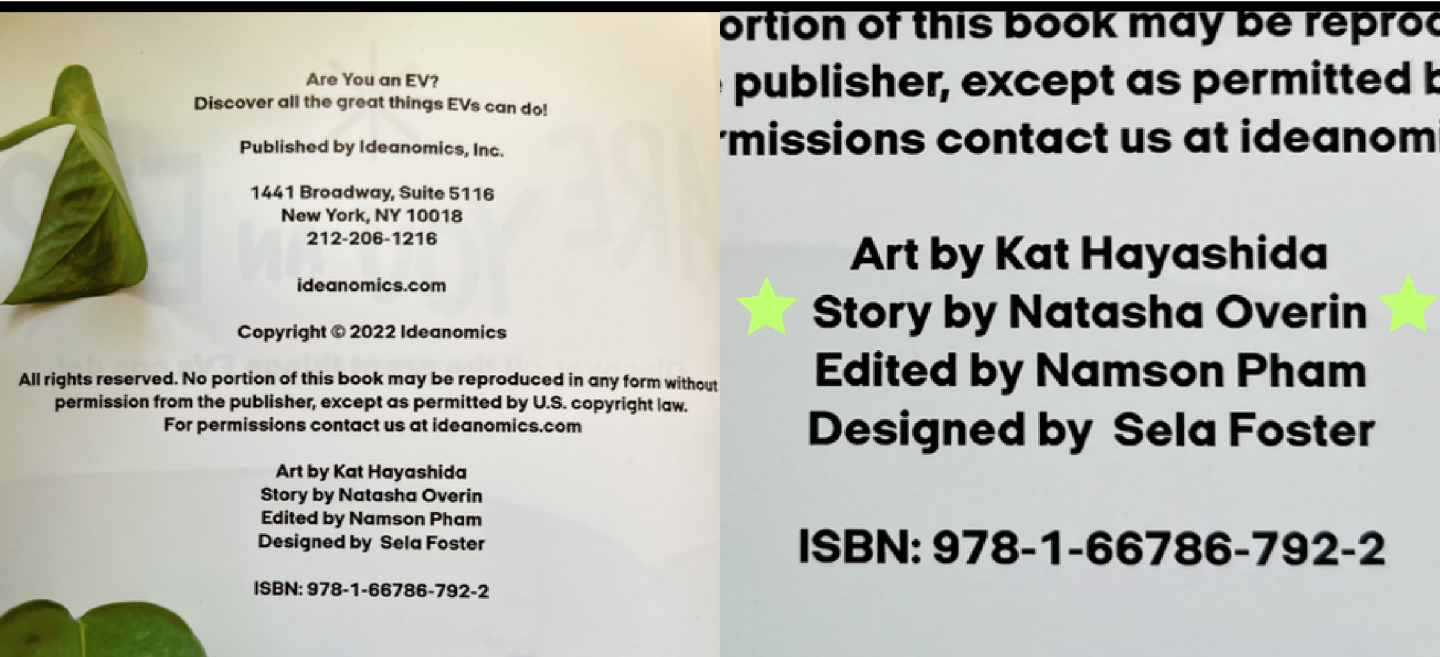 Are You an EV?
Discover all the great things EVs can do!
Published by Ideanomics, Inc.
1441 Broadway, Suite 5116
New York, NY 10018
212-206-1216
ideanomics.com
Copyright © 2022 Ideanomics
All rights reserved. No portion of this book may be reproduced in any form without
permission from the publisher, except as permitted by U.S. copyright law.
For permissions contact us at ideanomics.com
Art by Kat Hayashida
Story by Natasha Overin
Edited by Namson Pham
Designed by Sela Foster
ISBN: 978-1-66786-792-2
ortion of this book may be reproc
publisher, except as permitted b
rmissions contact us at ideanomi
Art by Kat Hayashida
Story by Natasha Overin
Edited by Namson Pham
Designed by Sela Foster
ISBN: 978-1-66786-792-2